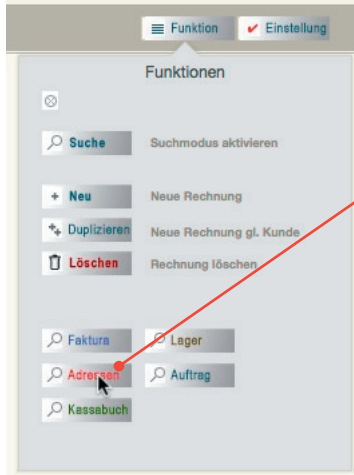 Funktion Einstellung
Funktionen
Suche Suchmodus aktivieren
Neu Neue Rechnung
Duplizieren Neue Rechnung gl. Kunde
Löschen Rechnung löschen
Faktura Lager
Adressen Auftrag
Kassabuch